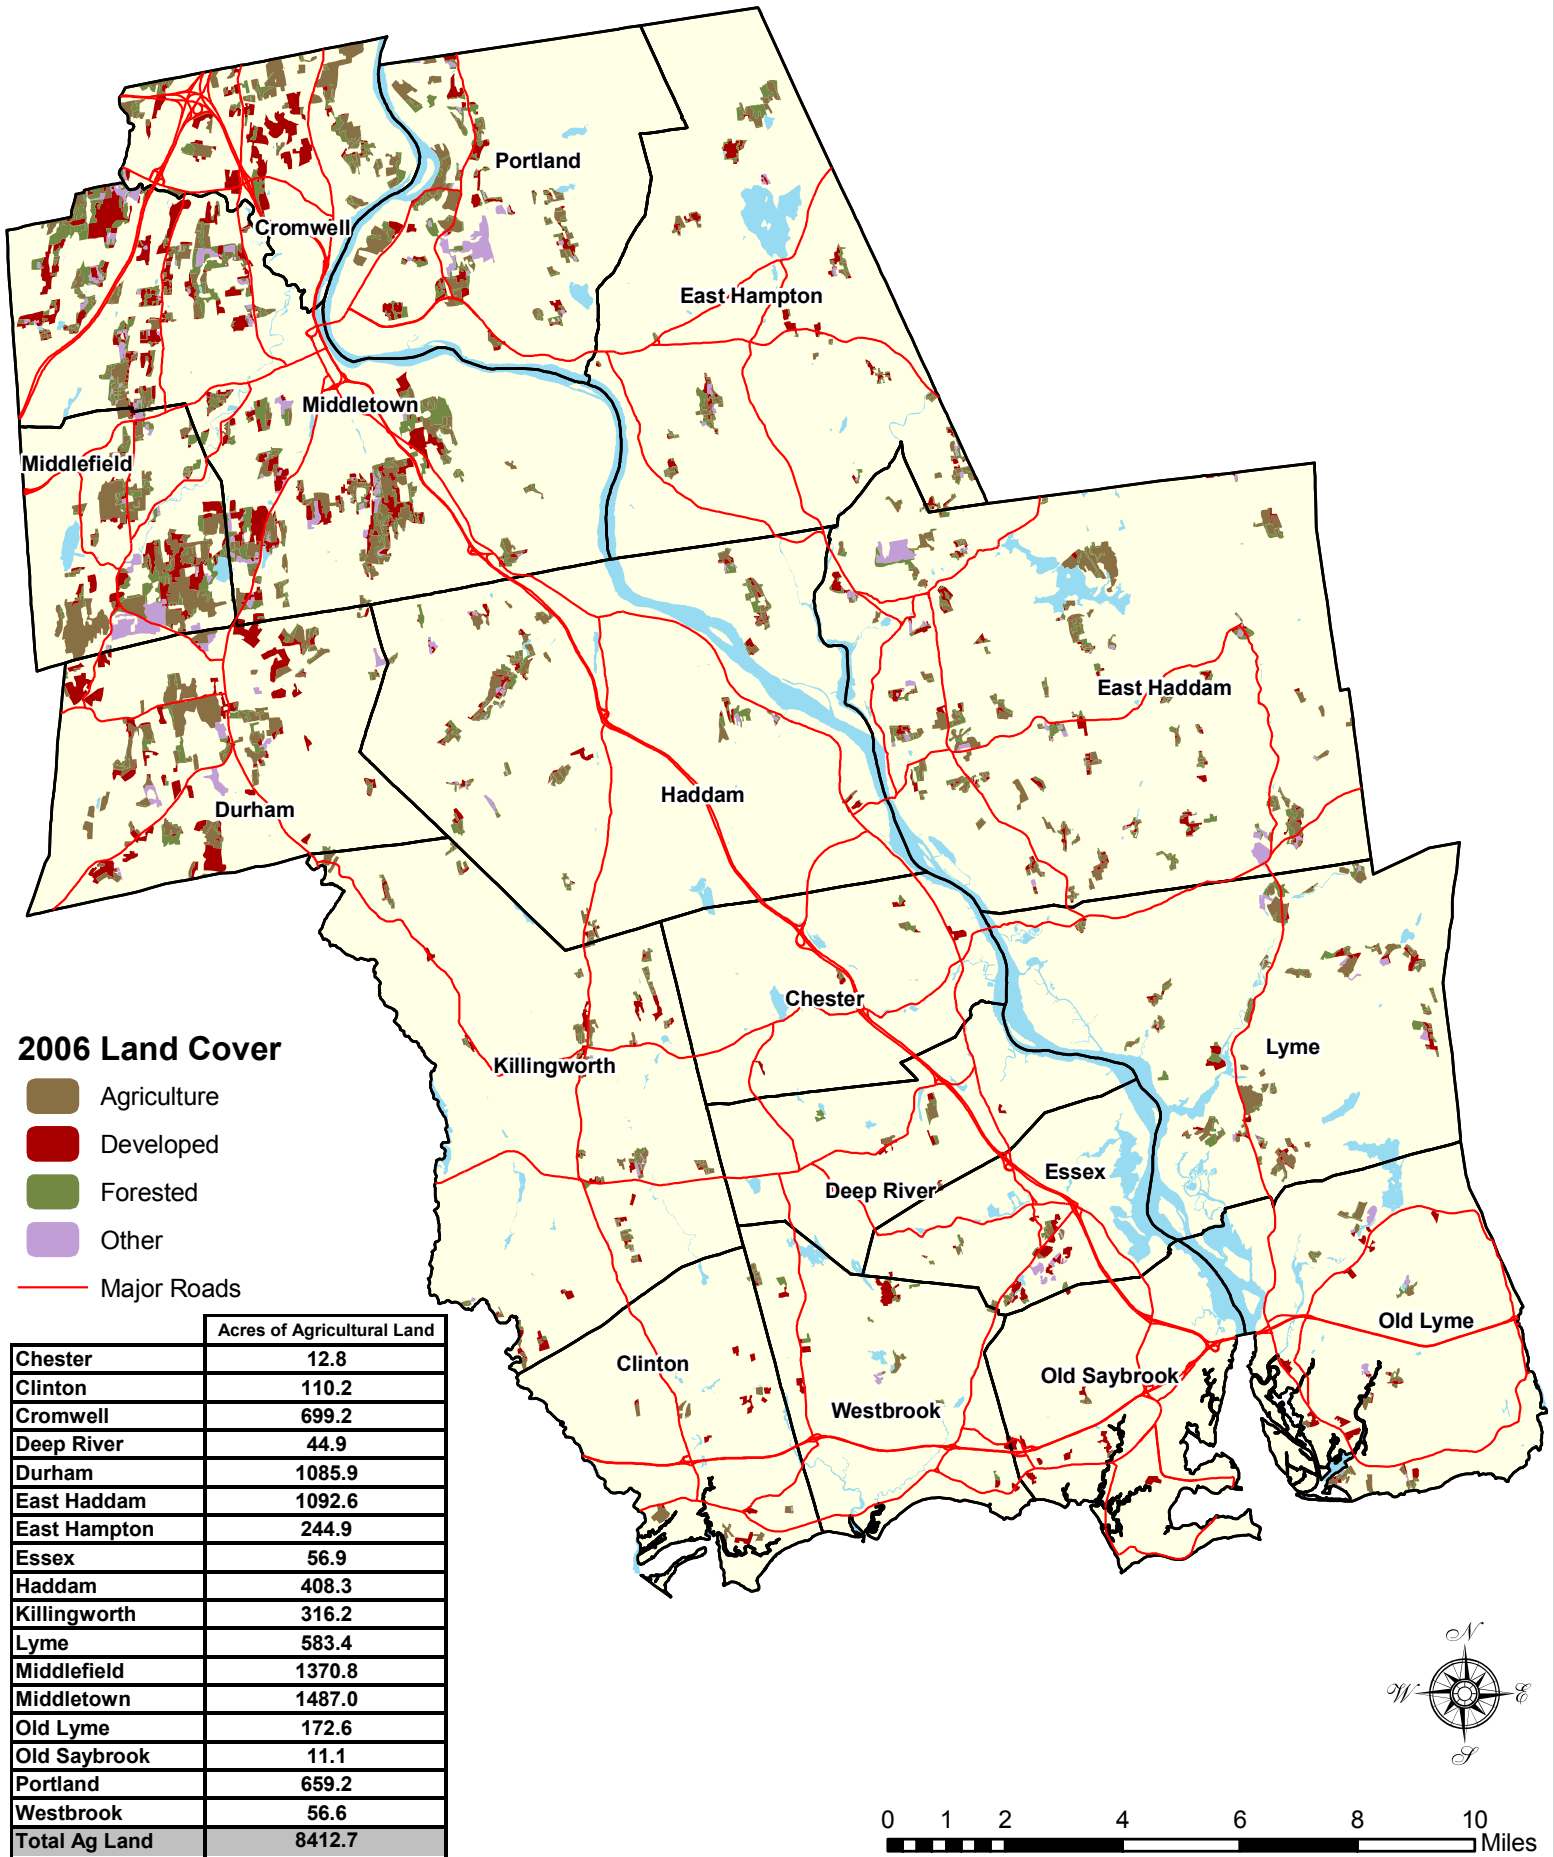 Portland
Cromwell
East Hampton
Middletown
Middlefield
East Haddam
Haddam
Durham
Chester
Lyme
Killingworth
Essex
Deep River
Old Lyme
Clinton
Old Saybrook
Westbrook
2006 Land Cover
Agriculture
Developed
Forested
Other
Major Roads
Acres of Agricultural Land
Chester 12.8
Clinton 110.2
Cromwell 699.2
Deep River 44.9
Durham 1085.9
East Haddam 1092.6
East Hampton 244.9
Essex 56.9
Haddam 408.3
Killingworth 316.2
Lyme 583.4
Middlefield 1370.8
Middletown 1487.0
Old Lyme 172.6
Old Saybrook 11.1
Portland 659.2
Westbrook 56.6
Total Ag Land 8412.7
N
W E
S
0 1 2 4 6 8 10
Miles